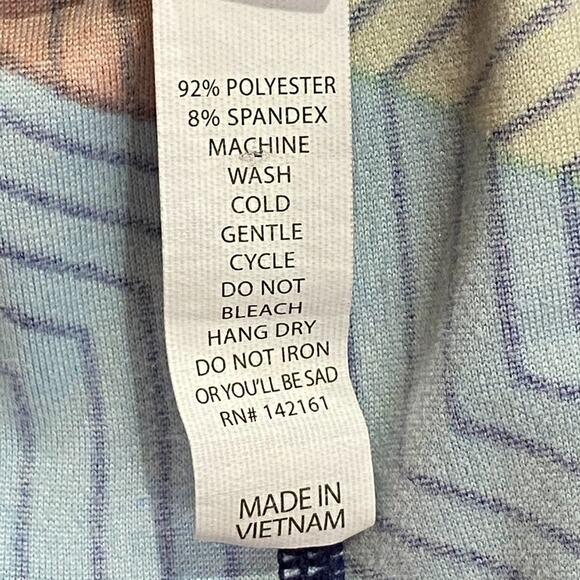 92% POLYESTER
8% SPANDEX
MACHINE
WASH
COLD
GENTLE
CYCLE
DO NOT
BLEACH
HANG DRY
DO NOT IRON
OR YOU'LL BE SAD
RN# 142161
MADE IN
VIETNAM